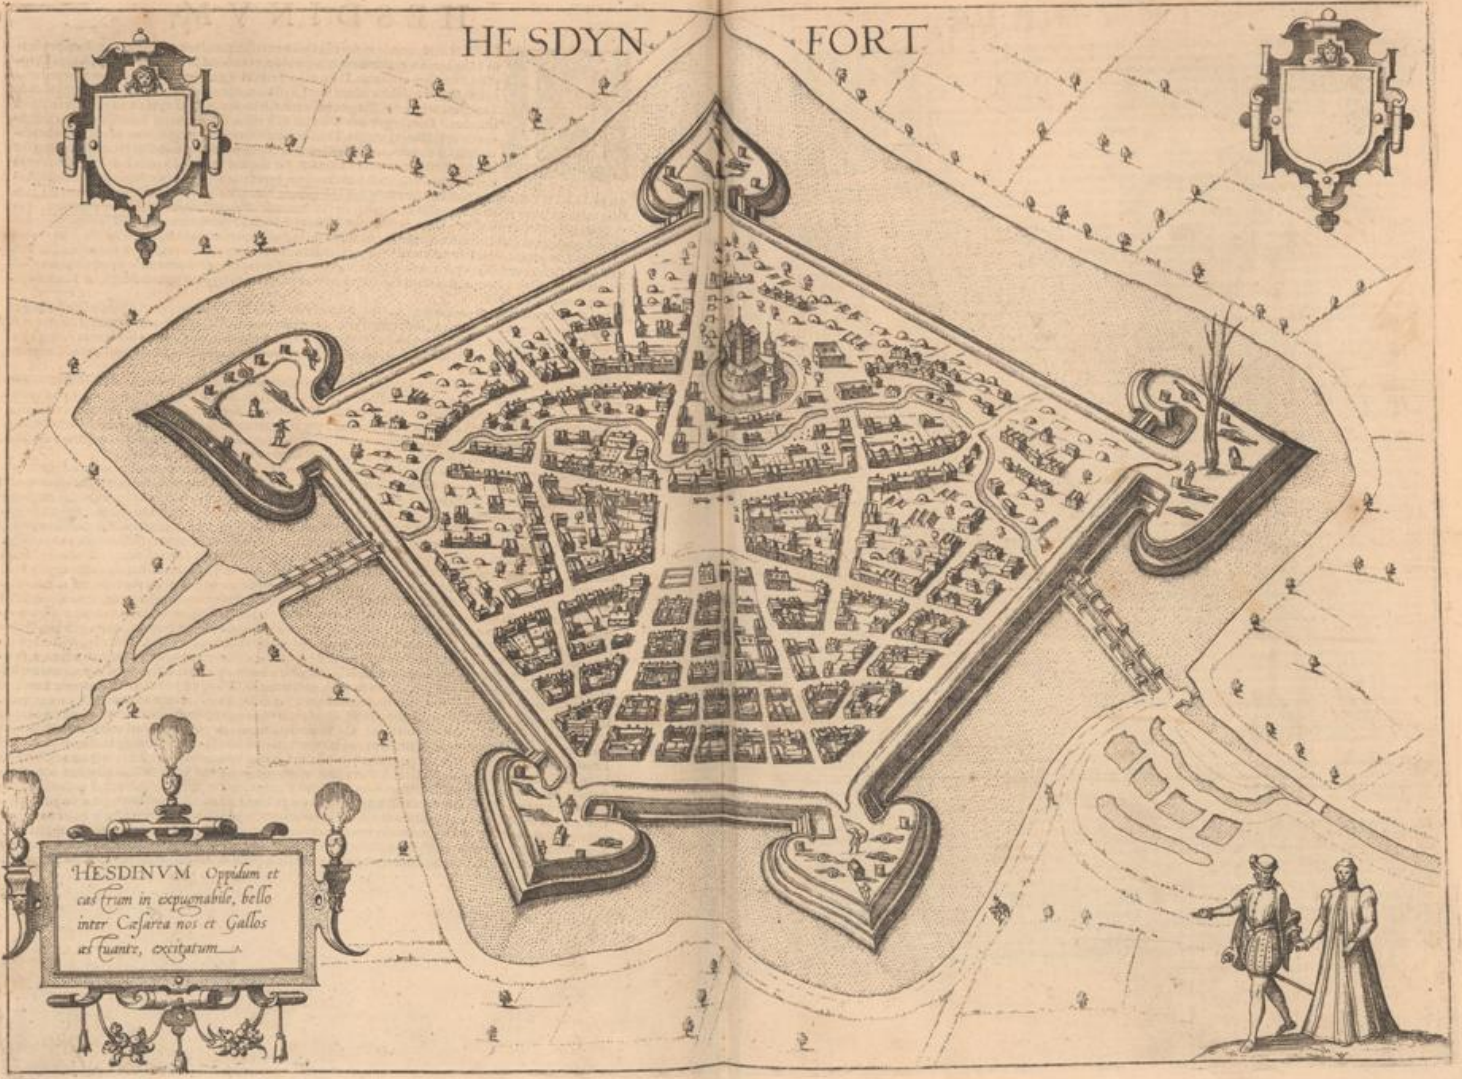 HESDYN FORT
HESDINVM Oppidum et
castrum in expugnabile, bello
inter Cæsarea nos et Gallos
æstuante, excitatum